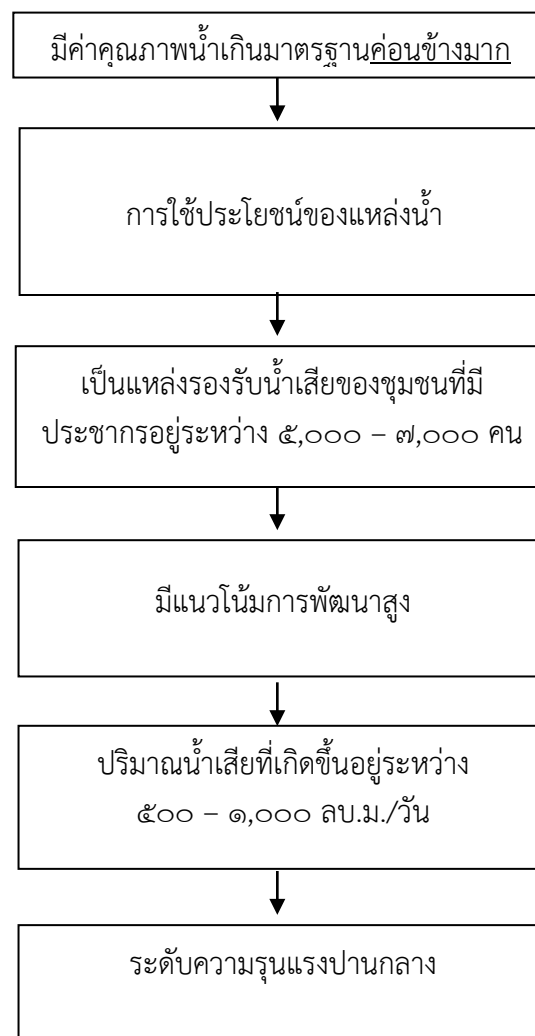 มีค่าคุณภาพน้ำเกินมาตรฐานค่อนข้างมาก
การใช้ประโยชน์ของแหล่งน้ำ
เป็นแหล่งรองรับน้ำเสียของชุมชนที่มี
ประชากรอยู่ระหว่าง ๕,๐๐๐ – ๗,๐๐๐ คน
มีแนวโน้มการพัฒนาสูง
ปริมาณน้ำเสียที่เกิดขึ้นอยู่ระหว่าง
๕๐๐ – ๑,๐๐๐ ลบ.ม./วัน
ระดับความรุนแรงปานกลาง